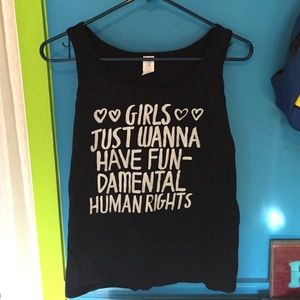 ♡♡ GIRLS ♡♡
JUST WANNA
HAVE FUN-
DAMENTAL
HUMAN RIGHTS